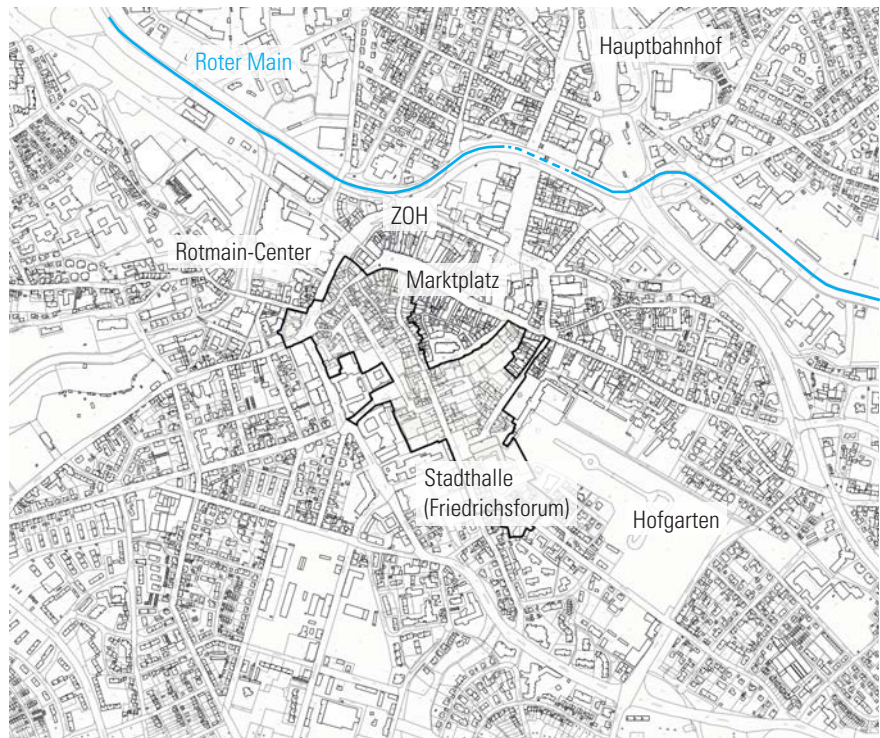 Hauptbahnhof
Roter Main
ZOH
Rotmain-Center
Marktplatz
Stadthalle
(Friedrichsforum)
Hofgarten